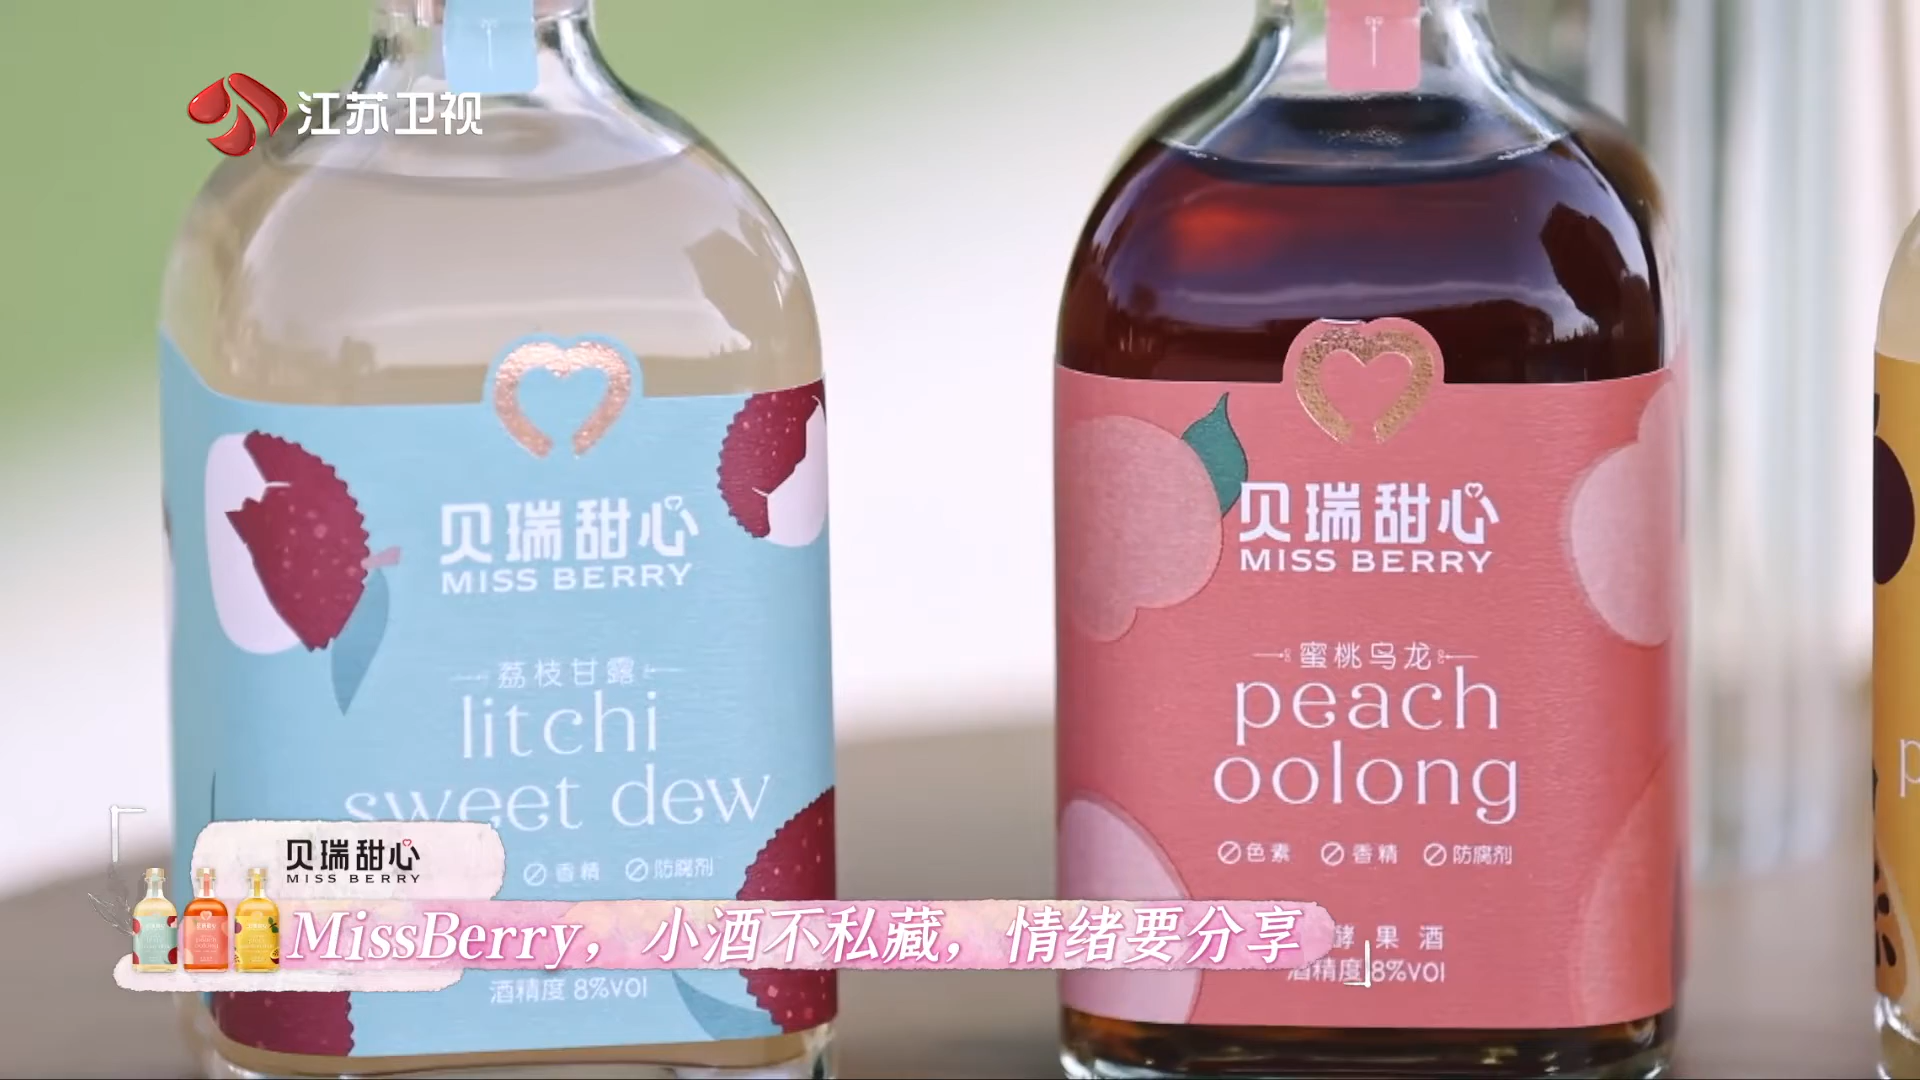 江苏卫视
贝瑞甜心
MISS BERRY
荔枝甘露
litchi
sweet dew
香精 防腐剂
酒精度 8%VOl
贝瑞甜心
MISS BERRY
蜜桃乌龙
peach
oolong
色素 香精 防腐剂
酵果酒
酒精度 8%VOl
p
贝瑞甜心
MISS BERRY
MissBerry，小酒不私藏，情绪要分享